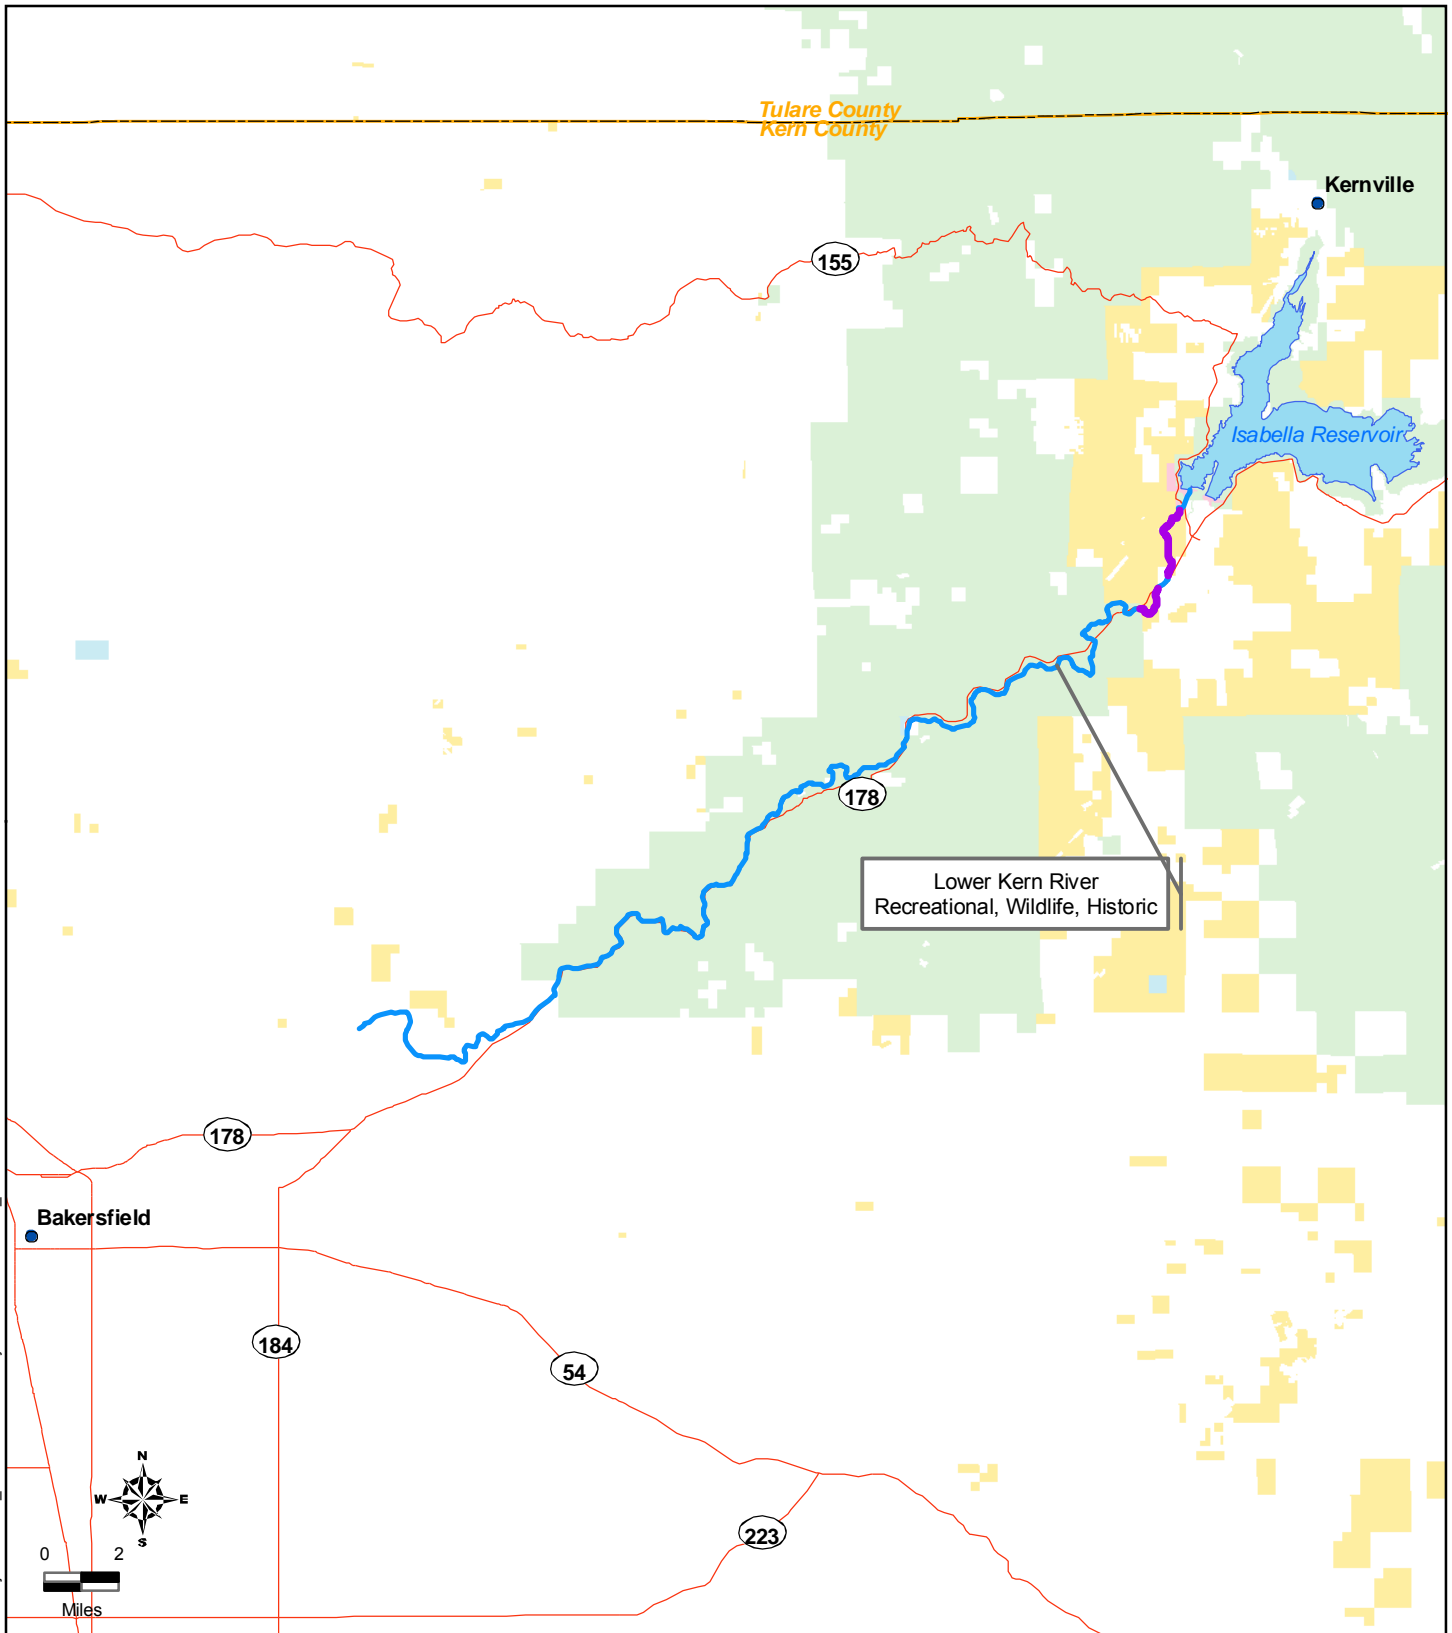 Tulare County
Kern County
Kernville
155
Isabella Reservoir
178
Lower Kern River
Recreational, Wildlife, Historic
178
Bakersfield
184
54
N
W E
S
223
0 2
Miles